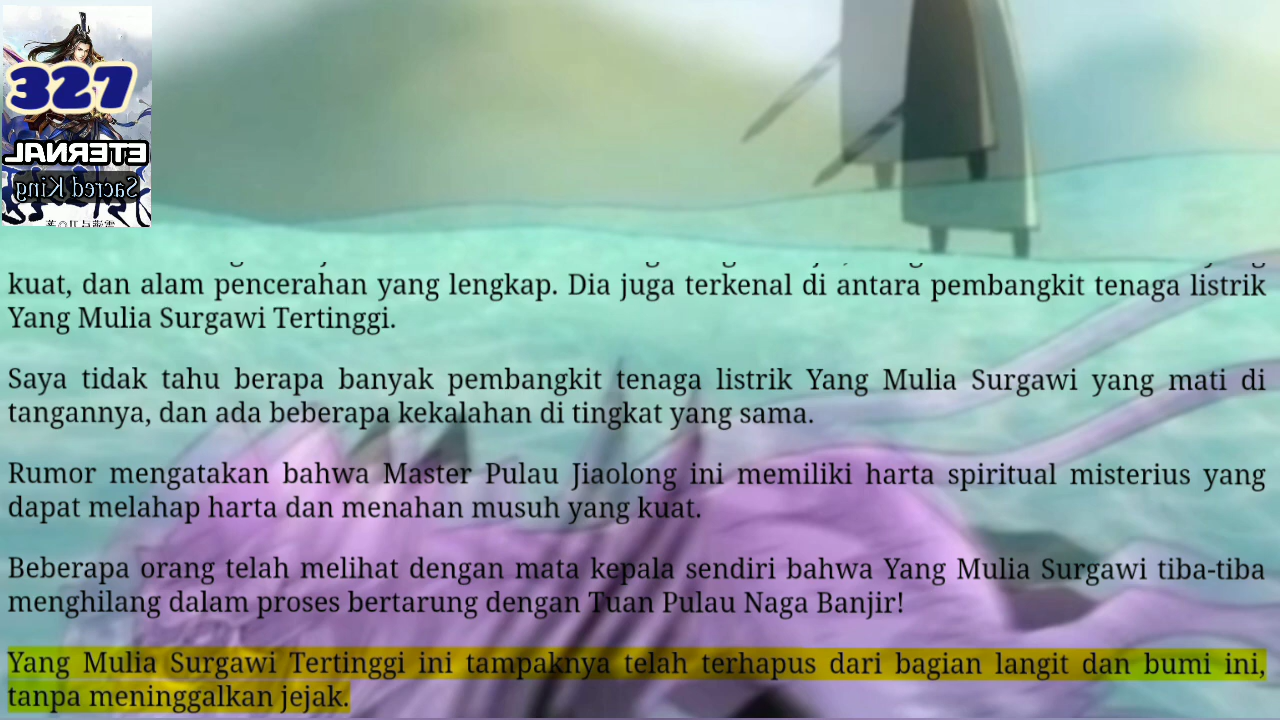 327
ETERNAL
Sacred King
kuat, dan alam pencerahan yang lengkap. Dia juga terkenal di antara pembangkit tenaga listrik
Yang Mulia Surgawi Tertinggi.
Saya tidak tahu berapa banyak pembangkit tenaga listrik Yang Mulia Surgawi yang mati di
tangannya, dan ada beberapa kekalahan di tingkat yang sama.
Rumor mengatakan bahwa Master Pulau Jiaolong ini memiliki harta spiritual misterius yang
dapat melahap harta dan menahan musuh yang kuat.
Beberapa orang telah melihat dengan mata kepala sendiri bahwa Yang Mulia Surgawi tiba-tiba
menghilang dalam proses bertarung dengan Tuan Pulau Naga Banjir!
Yang Mulia Surgawi Tertinggi ini tampaknya telah terhapus dari bagian langit dan bumi ini,
tanpa meninggalkan jejak.